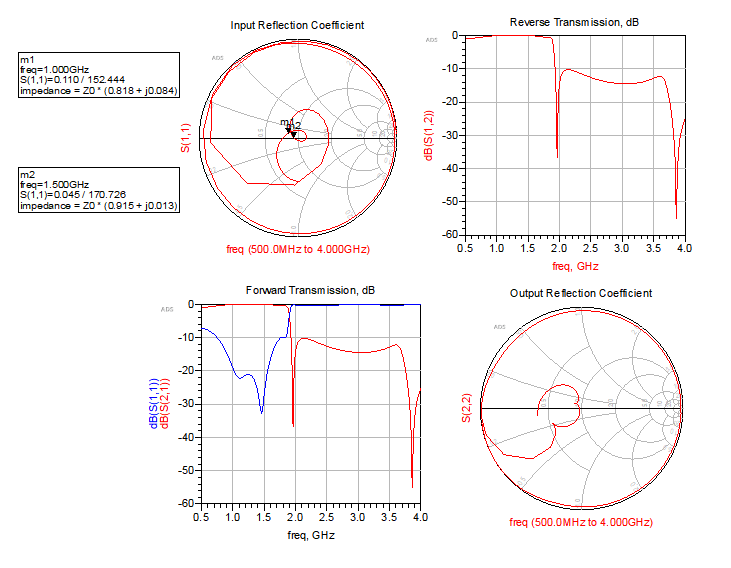 Input Reflection Coefficient
Reverse Transmission, dB
m1
freq=1.000GHz
S(1,1)=0.110 / 152.444
impedance = Z0 * (0.818 + j0.084)
m2
freq=1.500GHz
S(1,1)=0.045 / 170.726
impedance = Z0 * (0.915 + j0.013)
ADS
S(1,1)
m1
m2
freq (500.0MHz to 4.000GHz)
ADS
dB(S(1,2))
0
-10
-20
-30
-40
-50
-60
0.5 1.0 1.5 2.0 2.5 3.0 3.5 4.0
freq, GHz
Forward Transmission, dB
Output Reflection Coefficient
ADS
dB(S(1,1))
dB(S(2,1))
0
-10
-20
-30
-40
-50
-60
0.5 1.0 1.5 2.0 2.5 3.0 3.5 4.0
freq, GHz
ADS
S(2,2)
freq (500.0MHz to 4.000GHz)